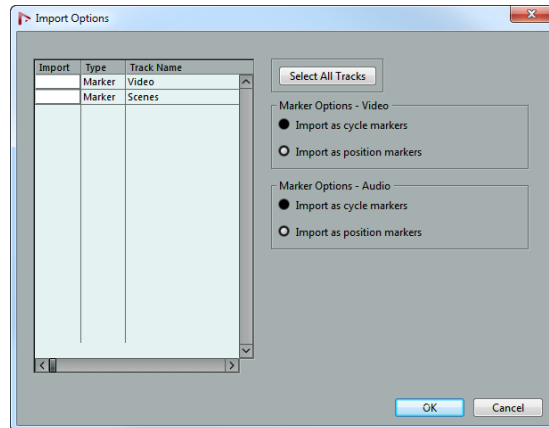 Import Options
Import Type Track Name
Marker Video
Marker Scenes
Select All Tracks
Marker Options - Video
Import as cycle markers
Import as position markers
Marker Options - Audio
Import as cycle markers
Import as position markers
OK Cancel